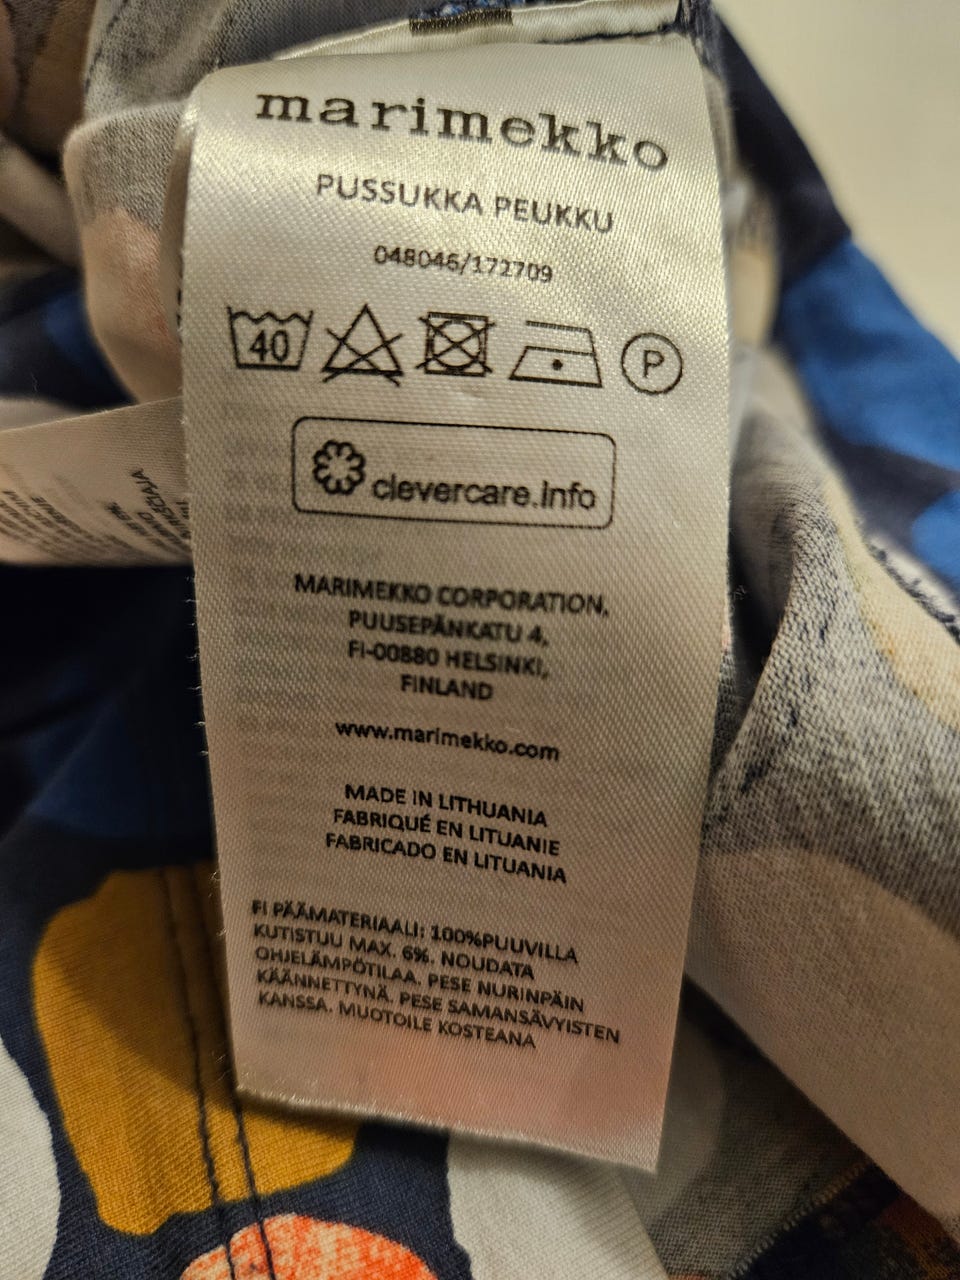 marimekko
PUSSUKKA PEUKKU
048046/172709
40
P
clevercare.info
MARIMEKKO CORPORATION,
PUUSEPÄNKATU 4,
FI-00880 HELSINKI,
FINLAND
www.marimekko.com
MADE IN LITHUANIA
FABRIQUÉ EN LITUANIE
FABRICADO EN LITUANIA
FI PÄÄMATERIAALI: 100%PUUVILLA
KUTISTUU MAX. 6%. NOUDATA
OHJELÄMPÖTILAA. PESE NURINPÄIN
KÄÄNNETTYNÄ. PESE SAMANSÄVYISTEN
KANSSA. MUOTOILE KOSTEANA